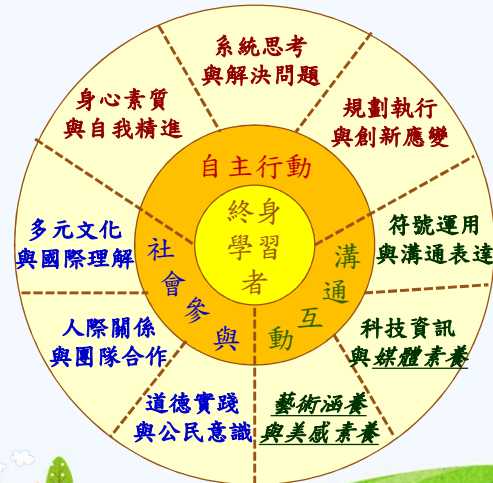 系統思考
與解決問題
身心素質
與自我精進
規劃執行
與創新應變
自主行動
終身
學習
者
符號運用
與溝通表達
多元文化
與國際理解
社會參與
溝通互動
人際關係
與團隊合作
科技資訊
與媒體素養
道德實踐
與公民意識
藝術涵養
與美感素養